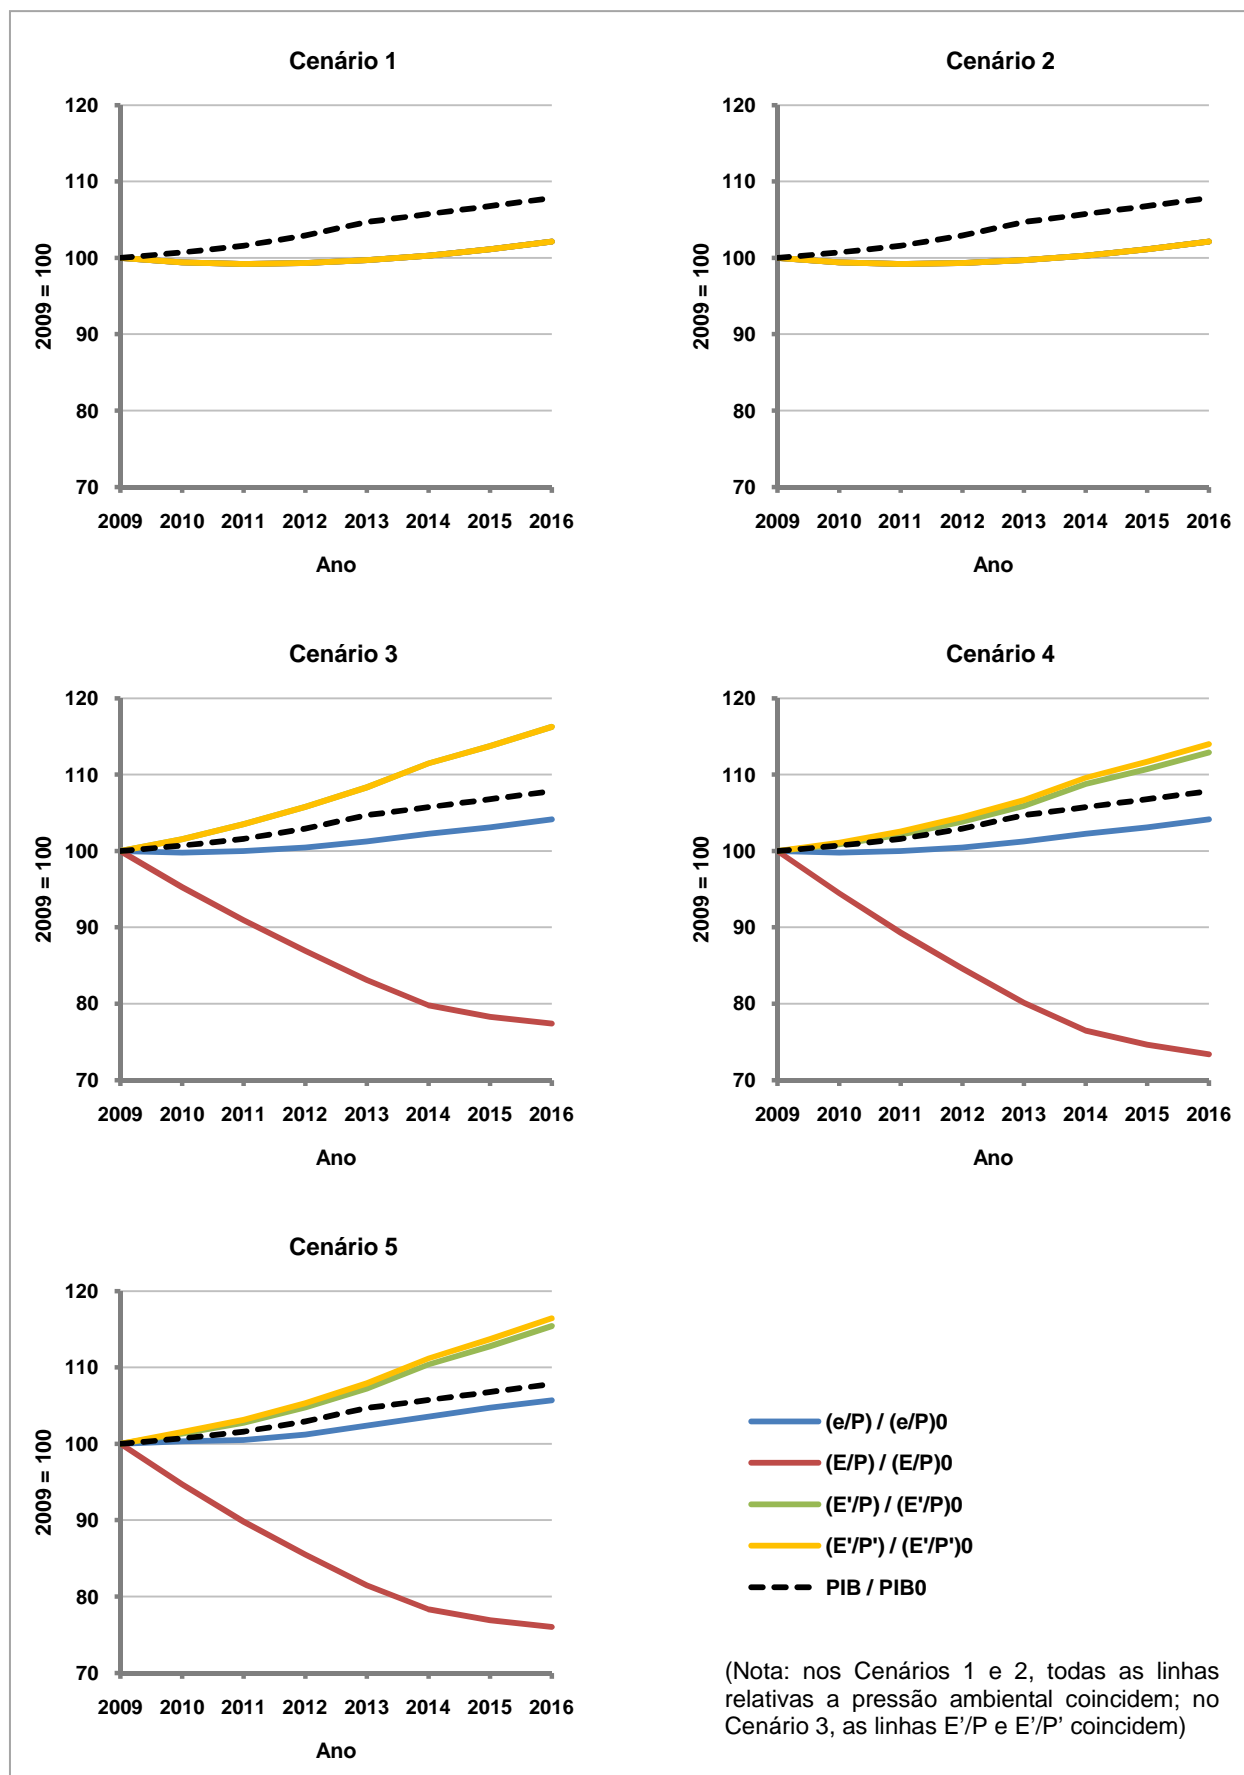 Cenário 1
120
110
100
90
80
70
2009 = 100
2009 2010 2011 2012 2013 2014 2015 2016
Ano
Cenário 2
120
110
100
90
80
70
2009 = 100
2009 2010 2011 2012 2013 2014 2015 2016
Ano
Cenário 3
120
110
100
90
80
70
2009 = 100
2009 2010 2011 2012 2013 2014 2015 2016
Ano
Cenário 4
120
110
100
90
80
70
2009 = 100
2009 2010 2011 2012 2013 2014 2015 2016
Ano
Cenário 5
120
110
100
90
80
70
2009 = 100
2009 2010 2011 2012 2013 2014 2015 2016
Ano
(e/P) / (e/P)0
(E/P) / (E/P)0
(E'/P) / (E'/P)0
(E'/P') / (E'/P')0
PIB / PIB0
(Nota: nos Cenários 1 e 2, todas as linhas
relativas a pressão ambiental coincidem; no
Cenário 3, as linhas E’/P e E’/P’ coincidem)